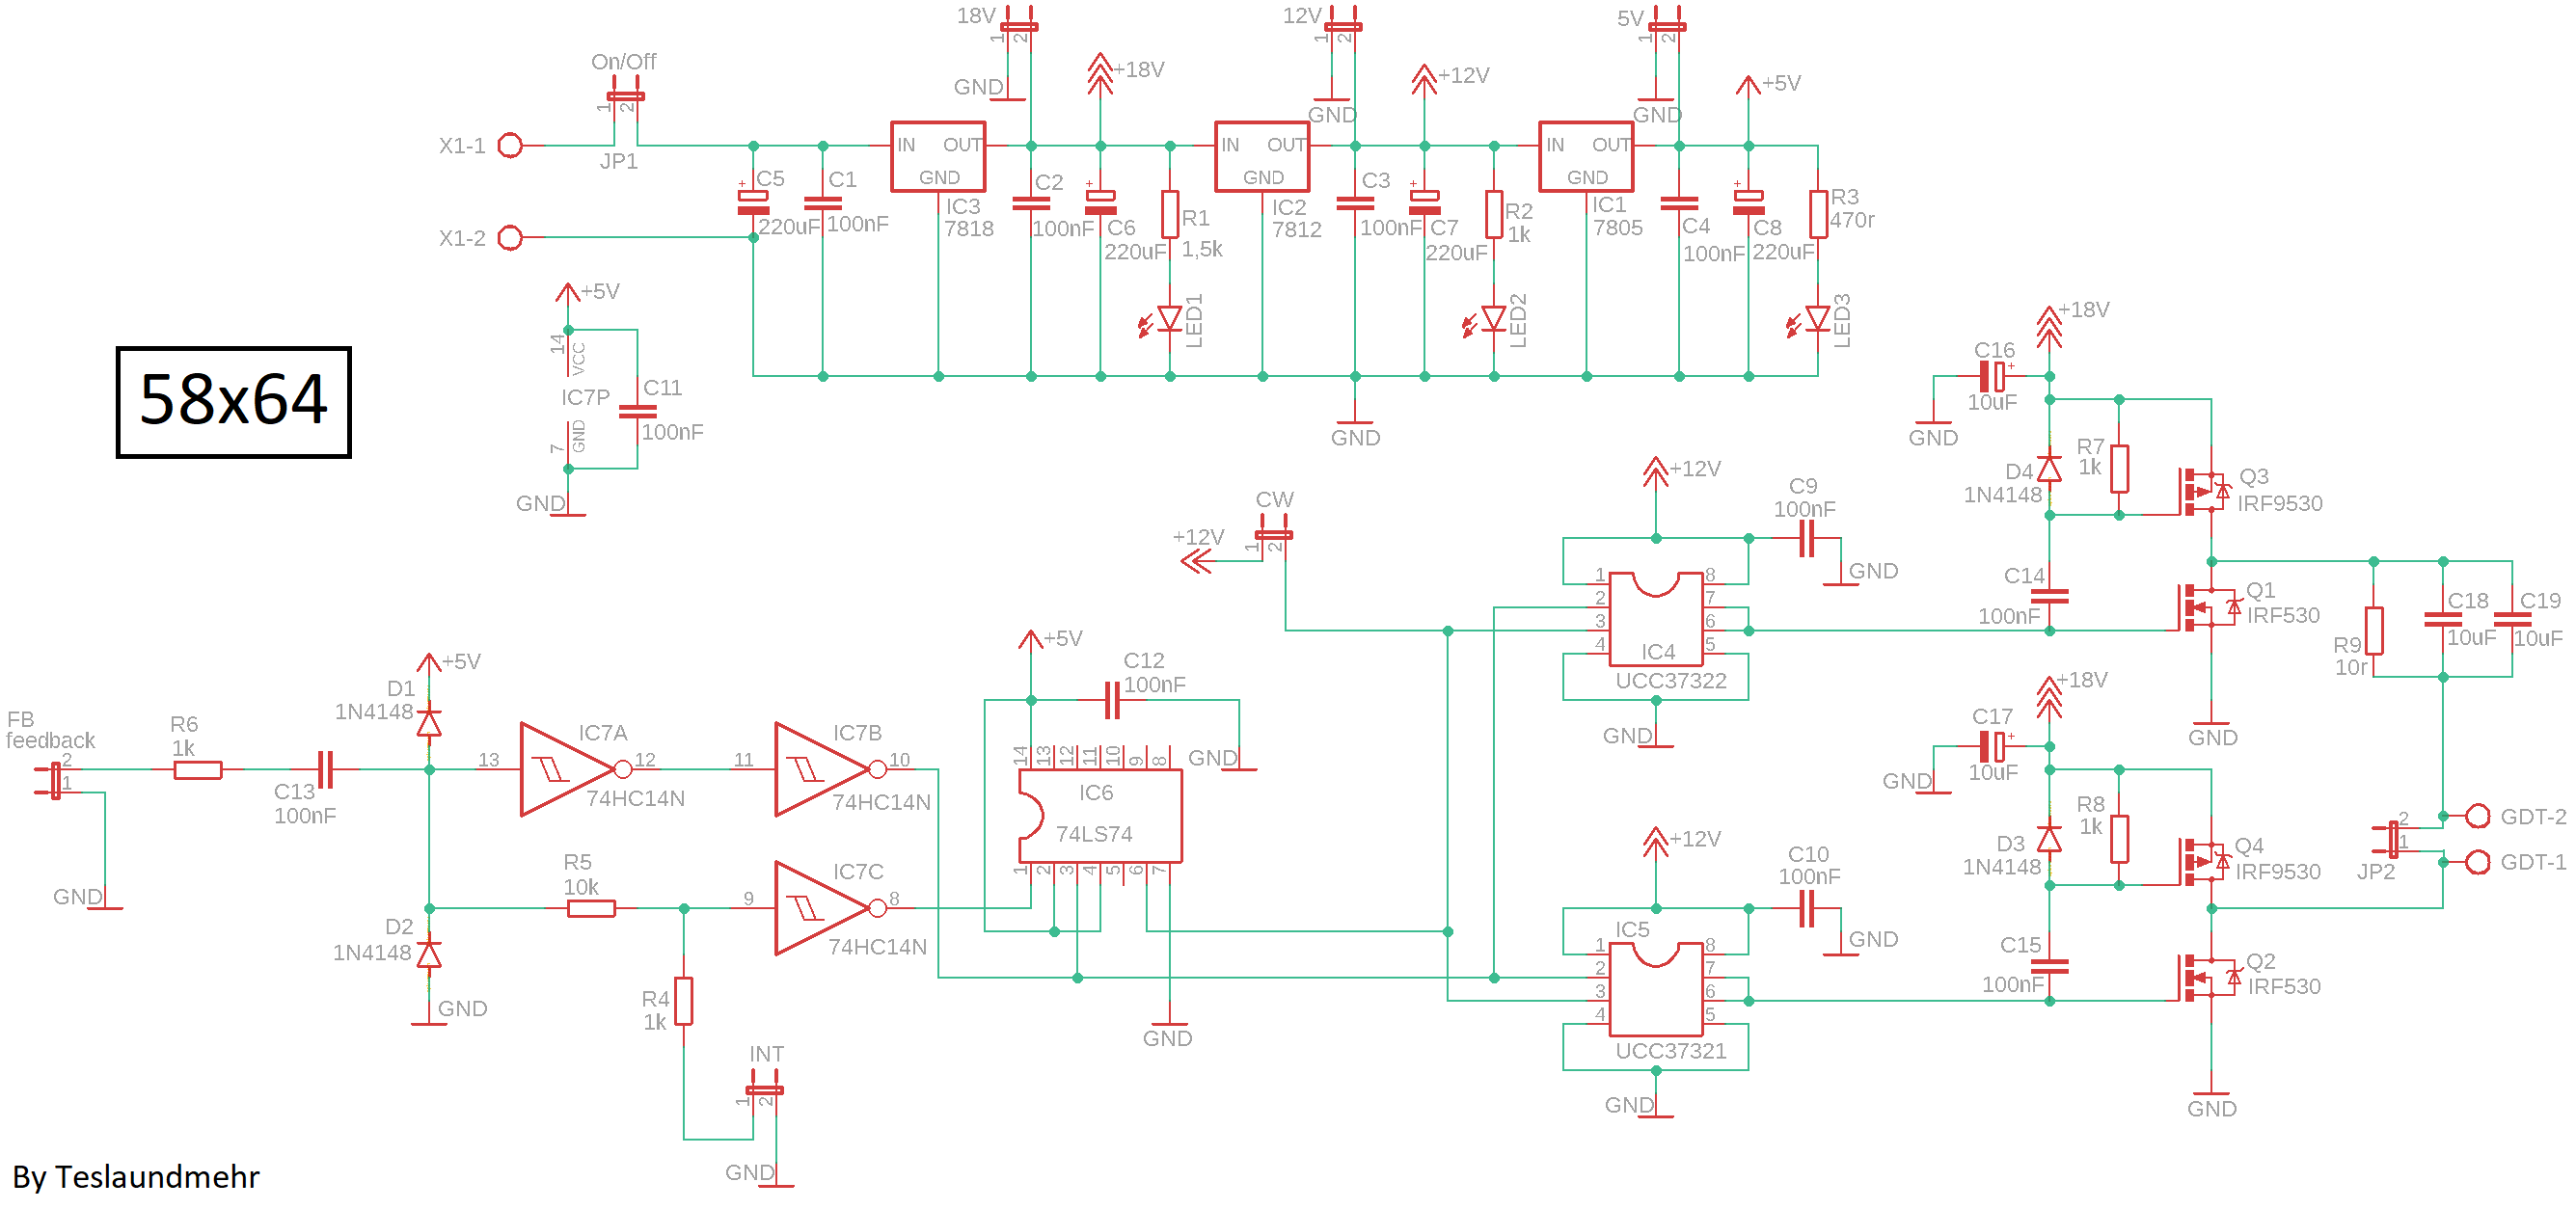 18V
1
2
GND
+18V
12V
1
2
GND
+12V
5V
1
2
GND
+5V
On/Off
1
2
JP1
X1-1
X1-2
C5
220uF
C1
100nF
IN
OUT
GND
IC3
7818
C2
100nF
C6
220uF
R1
1,5k
LED1
IN
OUT
GND
IC2
7812
C3
100nF
C7
220uF
R2
1k
LED2
IN
OUT
GND
IC1
7805
C4
100nF
C8
220uF
R3
470r
LED3
GND
+5V
14
VCC
IC7P
7
GND
C11
100nF
GND
58x64
+18V
C16
10uF
GND
D4
1N4148
R7
1k
Q3
IRF9530
C14
100nF
Q1
IRF530
GND
R9
10r
C18
10uF
C19
10uF
CW
1
2
+12V
+12V
C9
100nF
GND
1
2
3
4
8
7
6
5
IC4
UCC37322
GND
FB
feedback
2
1
GND
R6
1k
C13
100nF
+5V
D1
1N4148
D2
1N4148
GND
13
IC7A
12
74HC14N
11
IC7B
10
74HC14N
R5
10k
9
IC7C
8
74HC14N
R4
1k
INT
1
2
GND
+5V
C12
100nF
GND
14
13
12
11
10
9
8
IC6
74LS74
1
2
3
4
5
6
7
GND
+12V
C10
100nF
GND
IC5
1
2
3
4
8
7
6
5
UCC37321
GND
+18V
C17
10uF
GND
D3
1N4148
R8
1k
Q4
IRF9530
C15
100nF
Q2
IRF530
GND
2
1
JP2
GDT-2
GDT-1
By Teslaundmehr